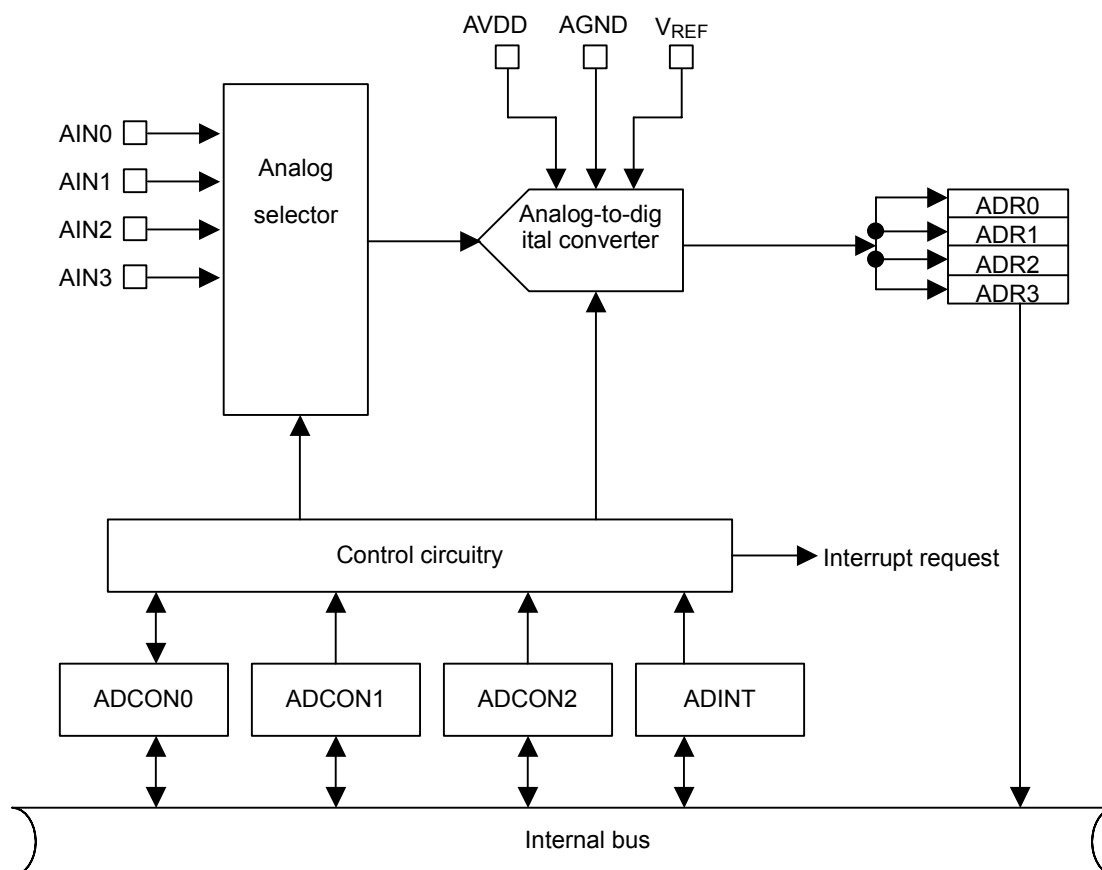 AVDD AGND VREF
AIN0
AIN1
AIN2
AIN3
Analog
selector
Analog-to-dig
ital converter
ADR0
ADR1
ADR2
ADR3
Control circuitry
Interrupt request
ADCON0 ADCON1 ADCON2 ADINT
Internal bus